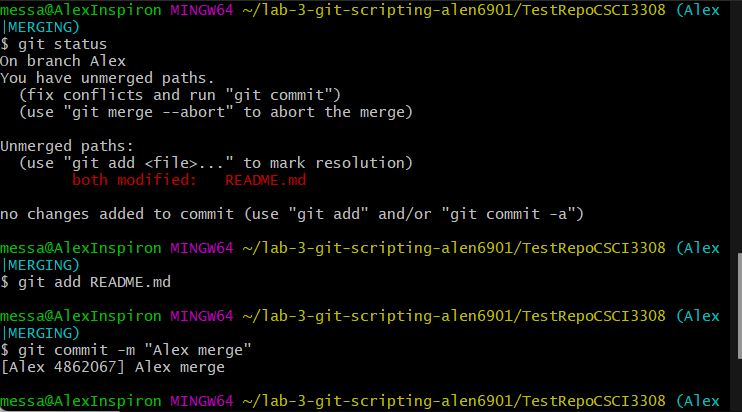 messa@AlexInspiron MINGW64 ~/lab-3-git-scripting-alen6901/TestRepoCSCI3308 (Alex
|MERGING)
$ git status
On branch Alex
You have unmerged paths.
  (fix conflicts and run "git commit")
  (use "git merge --abort" to abort the merge)

Unmerged paths:
  (use "git add <file>..." to mark resolution)
        both modified:   README.md

no changes added to commit (use "git add" and/or "git commit -a")

messa@AlexInspiron MINGW64 ~/lab-3-git-scripting-alen6901/TestRepoCSCI3308 (Alex
|MERGING)
$ git add README.md

messa@AlexInspiron MINGW64 ~/lab-3-git-scripting-alen6901/TestRepoCSCI3308 (Alex
|MERGING)
$ git commit -m "Alex merge"
[Alex 4862067] Alex merge

messa@AlexInspiron MINGW64 ~/lab-3-git-scripting-alen6901/TestRepoCSCI3308 (Alex